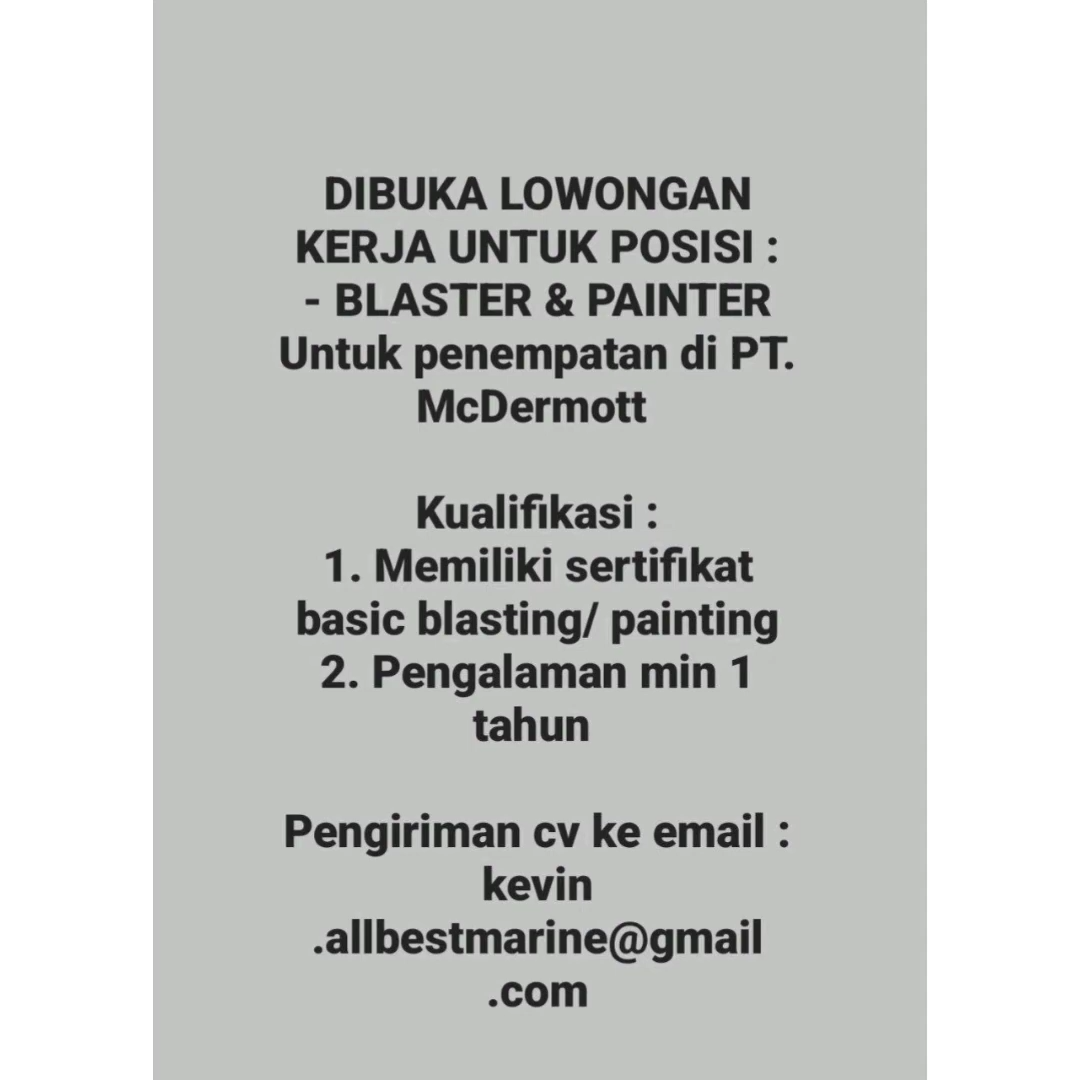 DIBUKA LOWONGAN
KERJA UNTUK POSISI :
- BLASTER & PAINTER
Untuk penempatan di PT.
McDermott
Kualifikasi :
1. Memiliki sertifikat
basic blasting/ painting
2. Pengalaman min 1
tahun
Pengiriman cv ke email :
kevin
.allbestmarine@gmail
.com